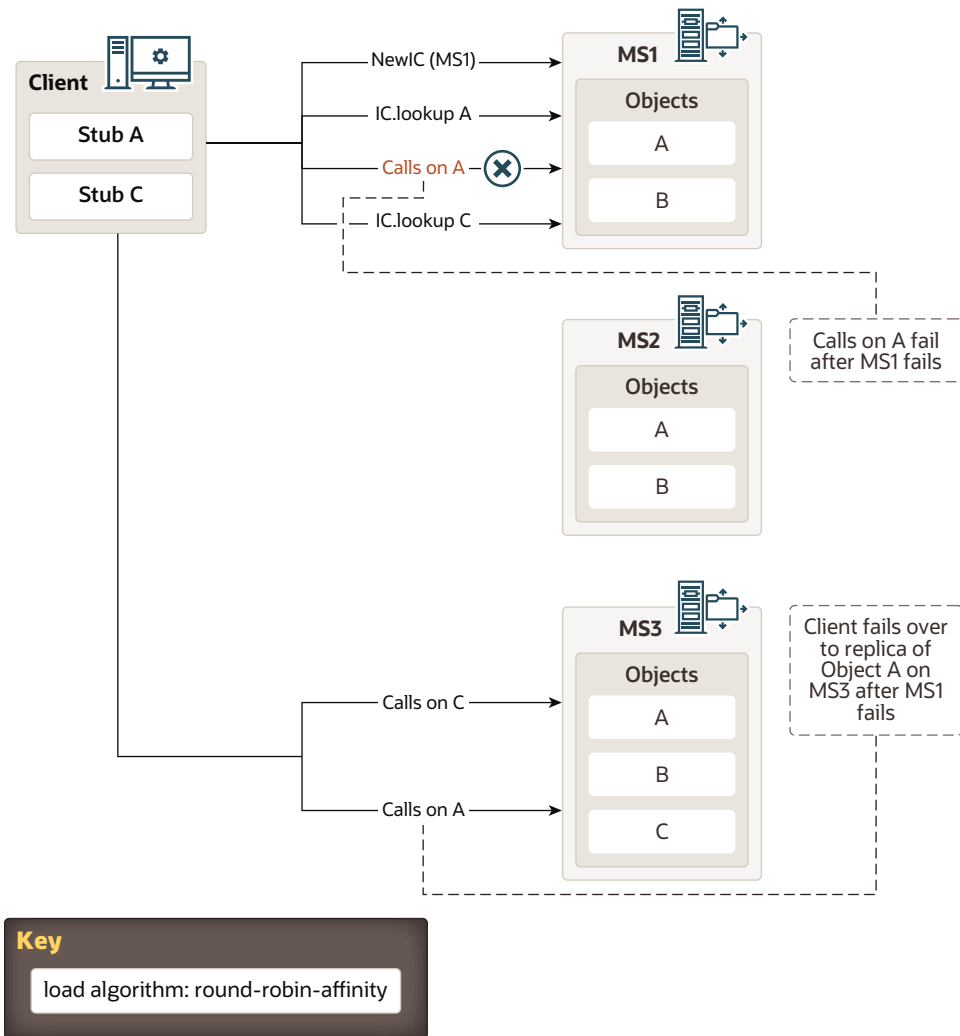 Client
Stub A
Stub C
NewIC (MS1)
IC.lookup A
Calls on A
IC.lookup C
MS1
Objects
A
B
MS2
Objects
A
B
Calls on A fail
after MS1 fails
Calls on C
Calls on A
MS3
Objects
A
B
C
Client fails over
to replica of
Object A on
MS3 after MS1
fails
Key
load algorithm: round-robin-affinity